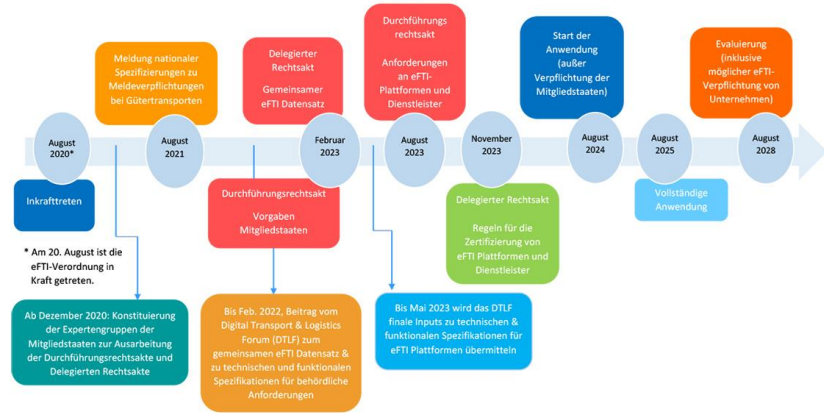 Meldung nationaler
Spezifizierungen zu
Meldeverpflichtungen
bei Gütertransporten
Delegierter
Rechtsakt
Gemeinsamer
eFTI Datensatz
Durchführungs
rechtsakt
Anforderungen
an eFTI-
Plattformen und
Dienstleister
Start der
Anwendung
(außer
Verpflichtung der
Mitgliedstaaten)
Evaluierung
(inklusive
möglicher eFTI-
Verpflichtung von
Unternehmen)
August
2020*
August
2021
Februar
2023
August
2023
November
2023
August
2024
August
2025
August
2028
Inkrafttreten
Durchführungsrechtsakt
Vorgaben
Mitgliedstaaten
Delegierter Rechtsakt
Regeln für die
Zertifizierung von
eFTI Plattformen und
Dienstleister
Vollständige
Anwendung
* Am 20. August ist die
eFTI-Verordnung in
Kraft getreten.
Ab Dezember 2020: Konstituierung
der Expertengruppen der
Mitgliedstaaten zur Ausarbeitung
der Durchführungsrechtsakte und
Delegierten Rechtsakte
Bis Feb. 2022, Beitrag vom
Digital Transport & Logistics
Forum (DTLF) zum
gemeinsamen eFTI Datensatz &
zu technischen und funktionalen
Spezifikationen für behördliche
Anforderungen
Bis Mai 2023 wird das DTLF
finale Inputs zu technischen &
funktionalen Spezifikationen für
eFTI Plattformen übermitteln